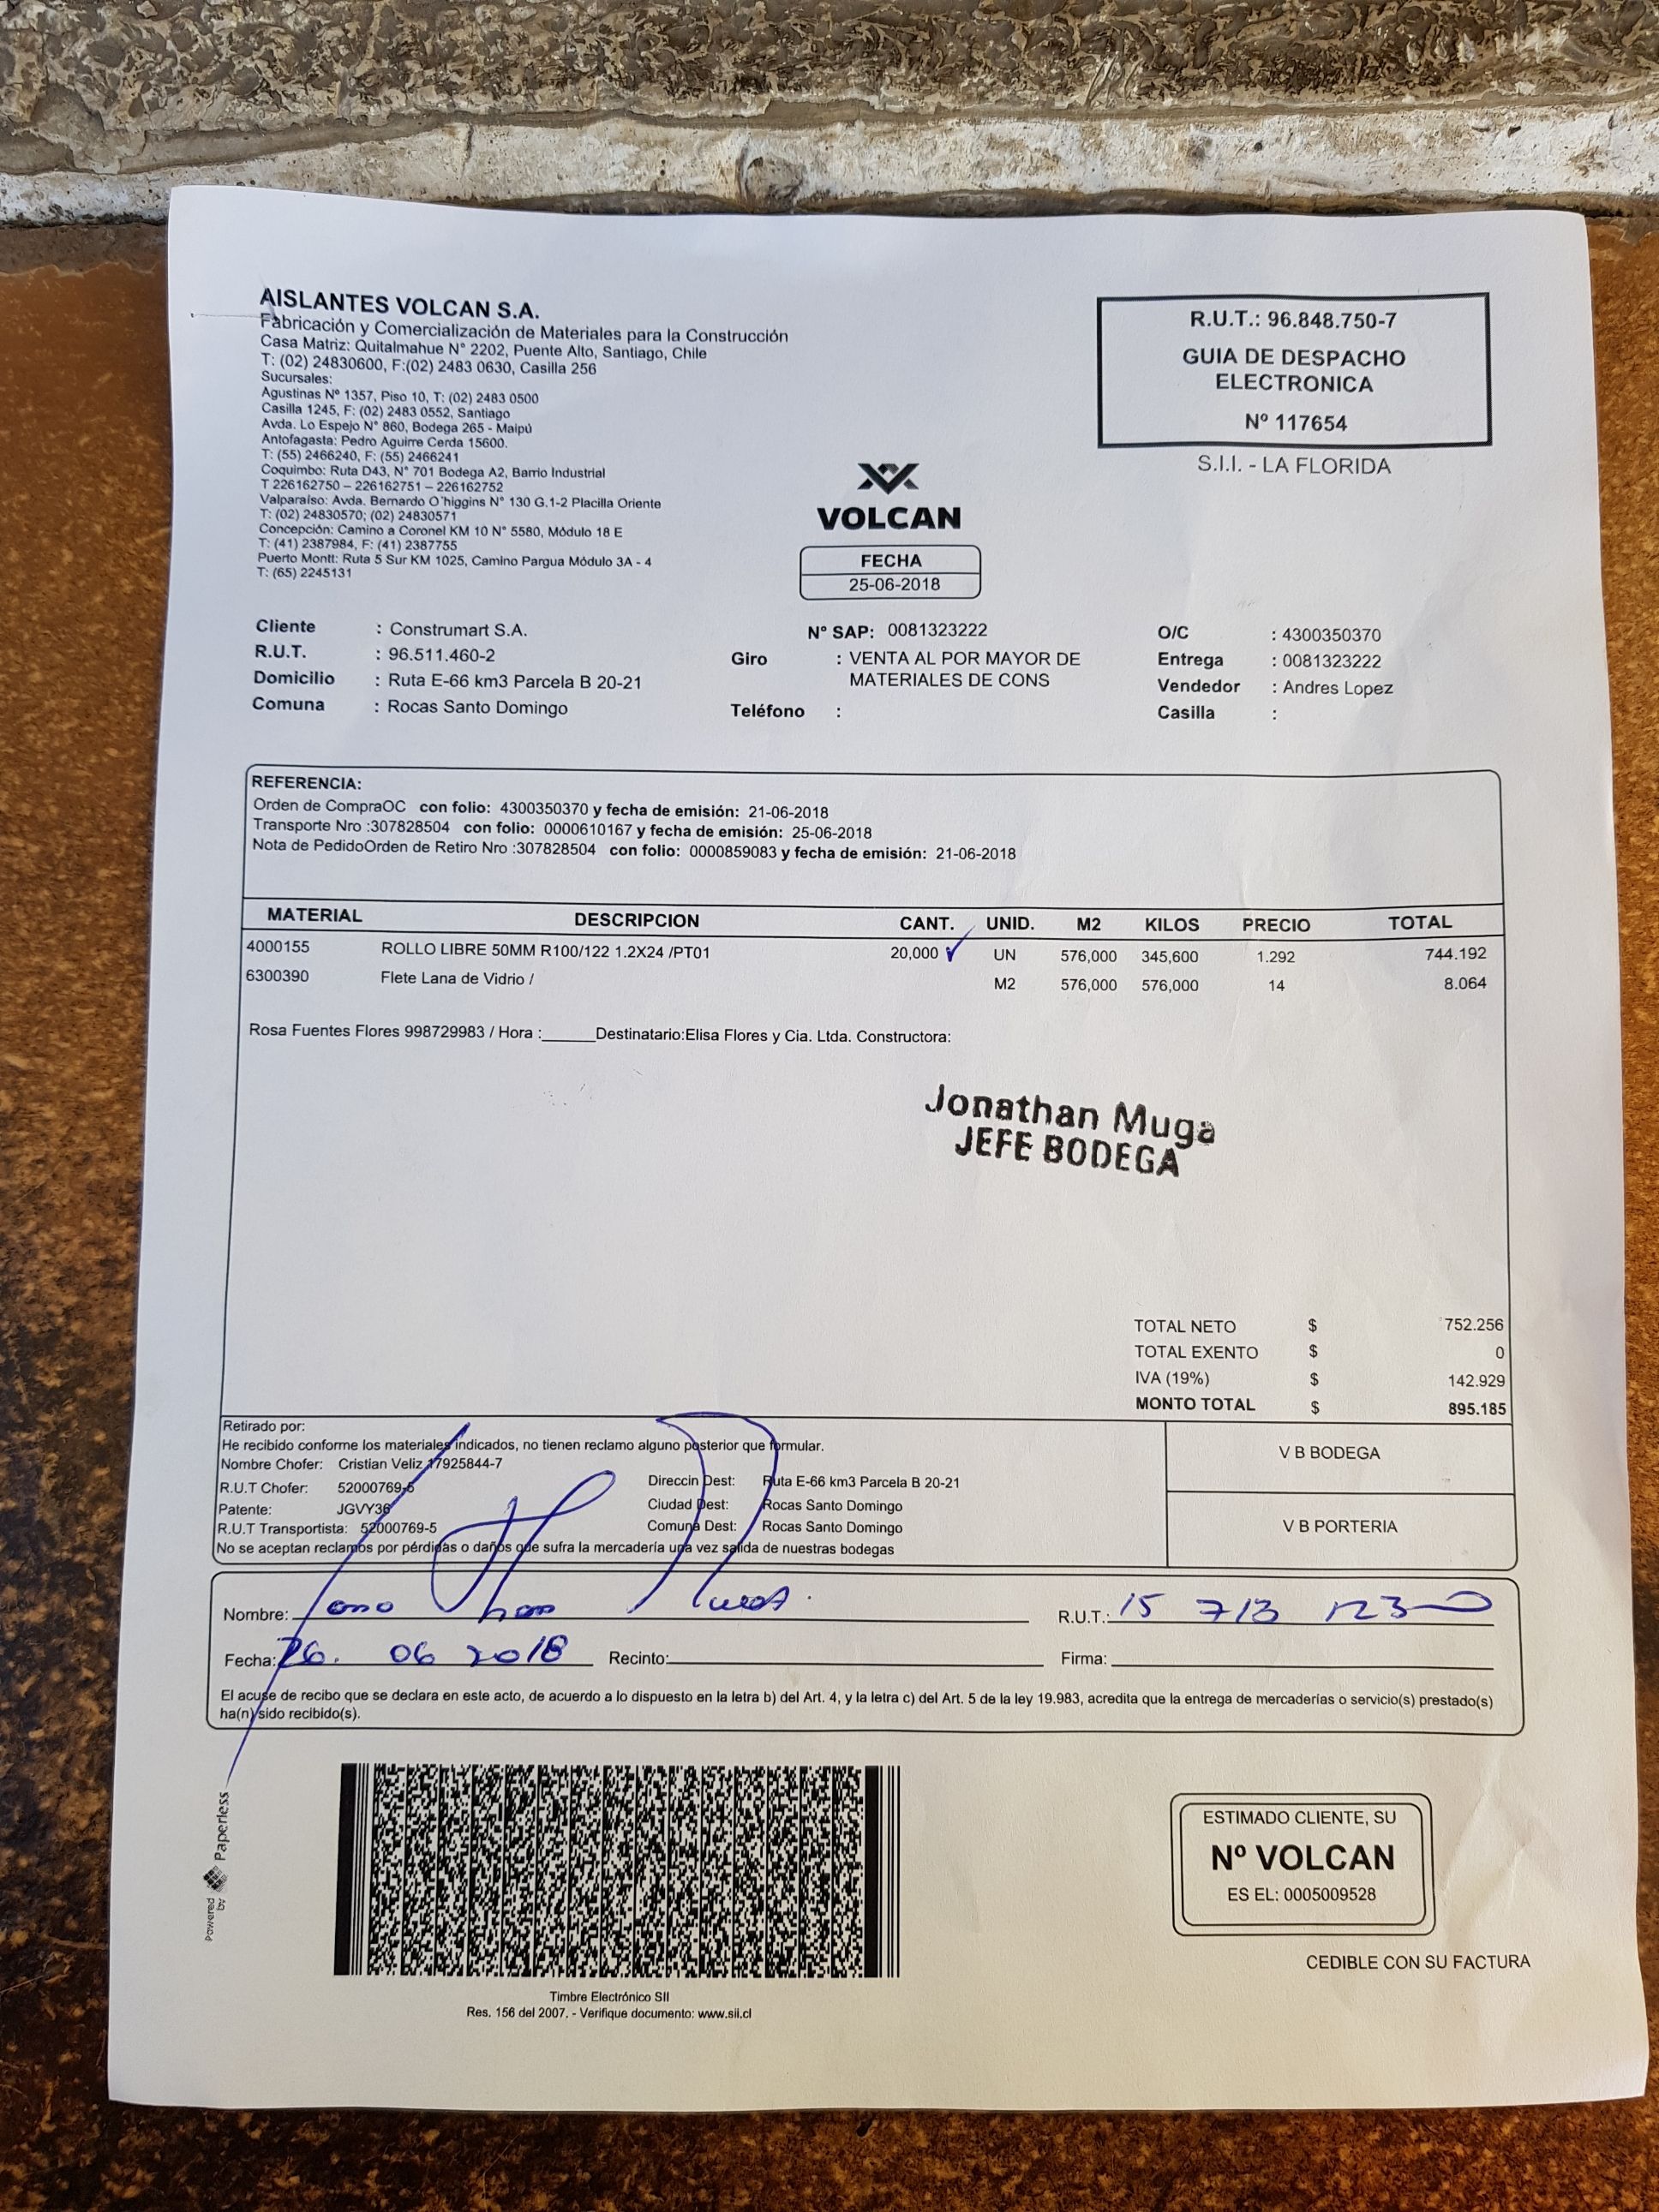 AISLANTES VOLCAN S.A.
Fabricación y Comercialización de Materiales para la Construcción
Casa Matriz: Quitalmahue N° 2202, Puente Alto, Santiago, Chile
T: (02) 24830600, F:(02) 2483 0630, Casilla 256
Sucursales:
Agustinas Nº 1357, Piso 10, T: (02) 2483 0500
Casilla 1245, F: (02) 2483 0552, Santiago
Avda. Lo Espejo N° 860, Bodega 265 - Maipú
Antofagasta: Pedro Aguirre Cerda 15600.
T: (55) 2466240, F: (55) 2466241
Coquimbo: Ruta D43, N° 701 Bodega A2, Barrio Industrial
T 226162750 – 226162751 – 226162752
Valparaíso: Avda. Bernardo O'higgins N° 130 G.1-2 Placilla Oriente
T: (02) 24830570; (02) 24830571
Concepción: Camino a Coronel KM 10 N° 5580, Módulo 18 E
T: (41) 2387984, F: (41) 2387755
Puerto Montt: Ruta 5 Sur KM 1025, Camino Pargua Módulo 3A - 4
T: (65) 2245131
R.U.T.: 96.848.750-7
GUIA DE DESPACHO
ELECTRONICA
Nº 117654
S.I.I. - LA FLORIDA
VOLCAN
FECHA
25-06-2018
Cliente : Construmart S.A. N° SAP: 0081323222 O/C : 4300350370
R.U.T. : 96.511.460-2 Giro : VENTA AL POR MAYOR DE Entrega : 0081323222
Domicilio : Ruta E-66 km3 Parcela B 20-21 MATERIALES DE CONS Vendedor : Andres Lopez
Comuna : Rocas Santo Domingo Teléfono : Casilla :
REFERENCIA:
Orden de CompraOC con folio: 4300350370 y fecha de emisión: 21-06-2018
Transporte Nro :307828504 con folio: 0000610167 y fecha de emisión: 25-06-2018
Nota de PedidoOrden de Retiro Nro :307828504 con folio: 0000859083 y fecha de emisión: 21-06-2018
MATERIAL DESCRIPCION CANT. UNID. M2 KILOS PRECIO TOTAL
4000155 ROLLO LIBRE 50MM R100/122 1.2X24 /PT01 20,000 UN 576,000 345,600 1.292 744.192
6300390 Flete Lana de Vidrio / M2 576,000 576,000 14 8.064
Rosa Fuentes Flores 998729983 / Hora :______Destinatario:Elisa Flores y Cia. Ltda. Constructora:
Jonathan Muga
JEFE BODEGA
TOTAL NETO $ 752.256
TOTAL EXENTO $ 0
IVA (19%) $ 142.929
MONTO TOTAL $ 895.185
Retirado por:
He recibido conforme los materiales indicados, no tienen reclamo alguno posterior que formular.
Nombre Chofer: Cristian Veliz 17925844-7
R.U.T Chofer: 52000769-5 Direccin Dest: Ruta E-66 km3 Parcela B 20-21
Patente: JGVY36 Ciudad Dest: Rocas Santo Domingo
R.U.T Transportista: 52000769-5 Comuna Dest: Rocas Santo Domingo
No se aceptan reclamos por pérdidas o daños que sufra la mercadería una vez salida de nuestras bodegas
V B BODEGA
V B PORTERIA
Nombre: R.U.T.: 15 713 123
Fecha: 26. 06 2018 Recinto: Firma:
El acuse de recibo que se declara en este acto, de acuerdo a lo dispuesto en la letra b) del Art. 4, y la letra c) del Art. 5 de la ley 19.983, acredita que la entrega de mercaderías o servicio(s) prestado(s)
ha(n) sido recibido(s).
Powered by Paperless
Timbre Electrónico SII
Res. 156 del 2007. - Verifique documento: www.sii.cl
ESTIMADO CLIENTE, SU
Nº VOLCAN
ES EL: 0005009528
CEDIBLE CON SU FACTURA